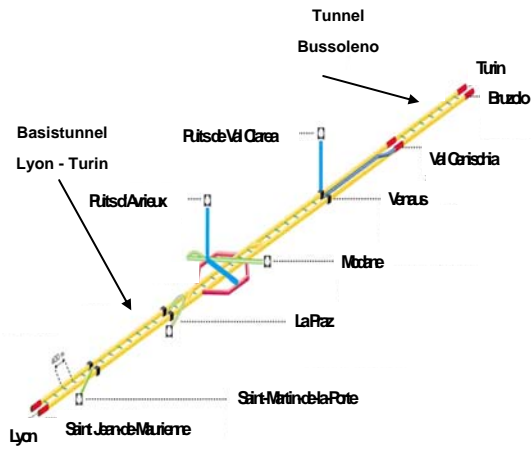 Tunnel
Bussoleno
Turin
Bruzolo
Basistunnel
Lyon - Turin
Puits de Val Clarea
Val Cenischia
Puits d'Avrieux
Venaus
Modane
La Praz
400 m
Saint-Martin-de-la-Porte
Lyon
Saint Jean-de-Maurienne